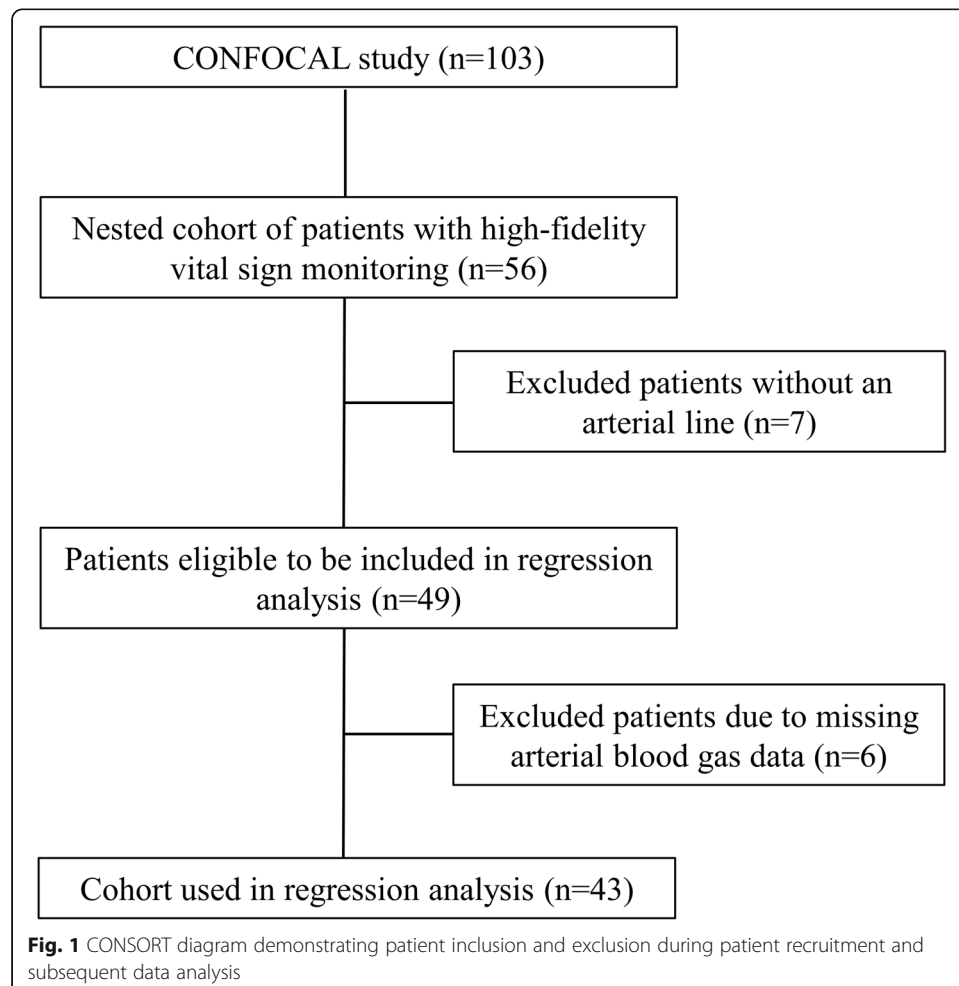 CONFOCAL study (n=103)
Nested cohort of patients with high-fidelity
vital sign monitoring (n=56)
Excluded patients without an
arterial line (n=7)
Patients eligible to be included in regression
analysis (n=49)
Excluded patients due to missing
arterial blood gas data (n=6)
Cohort used in regression analysis (n=43)
Fig. 1 CONSORT diagram demonstrating patient inclusion and exclusion during patient recruitment and
subsequent data analysis